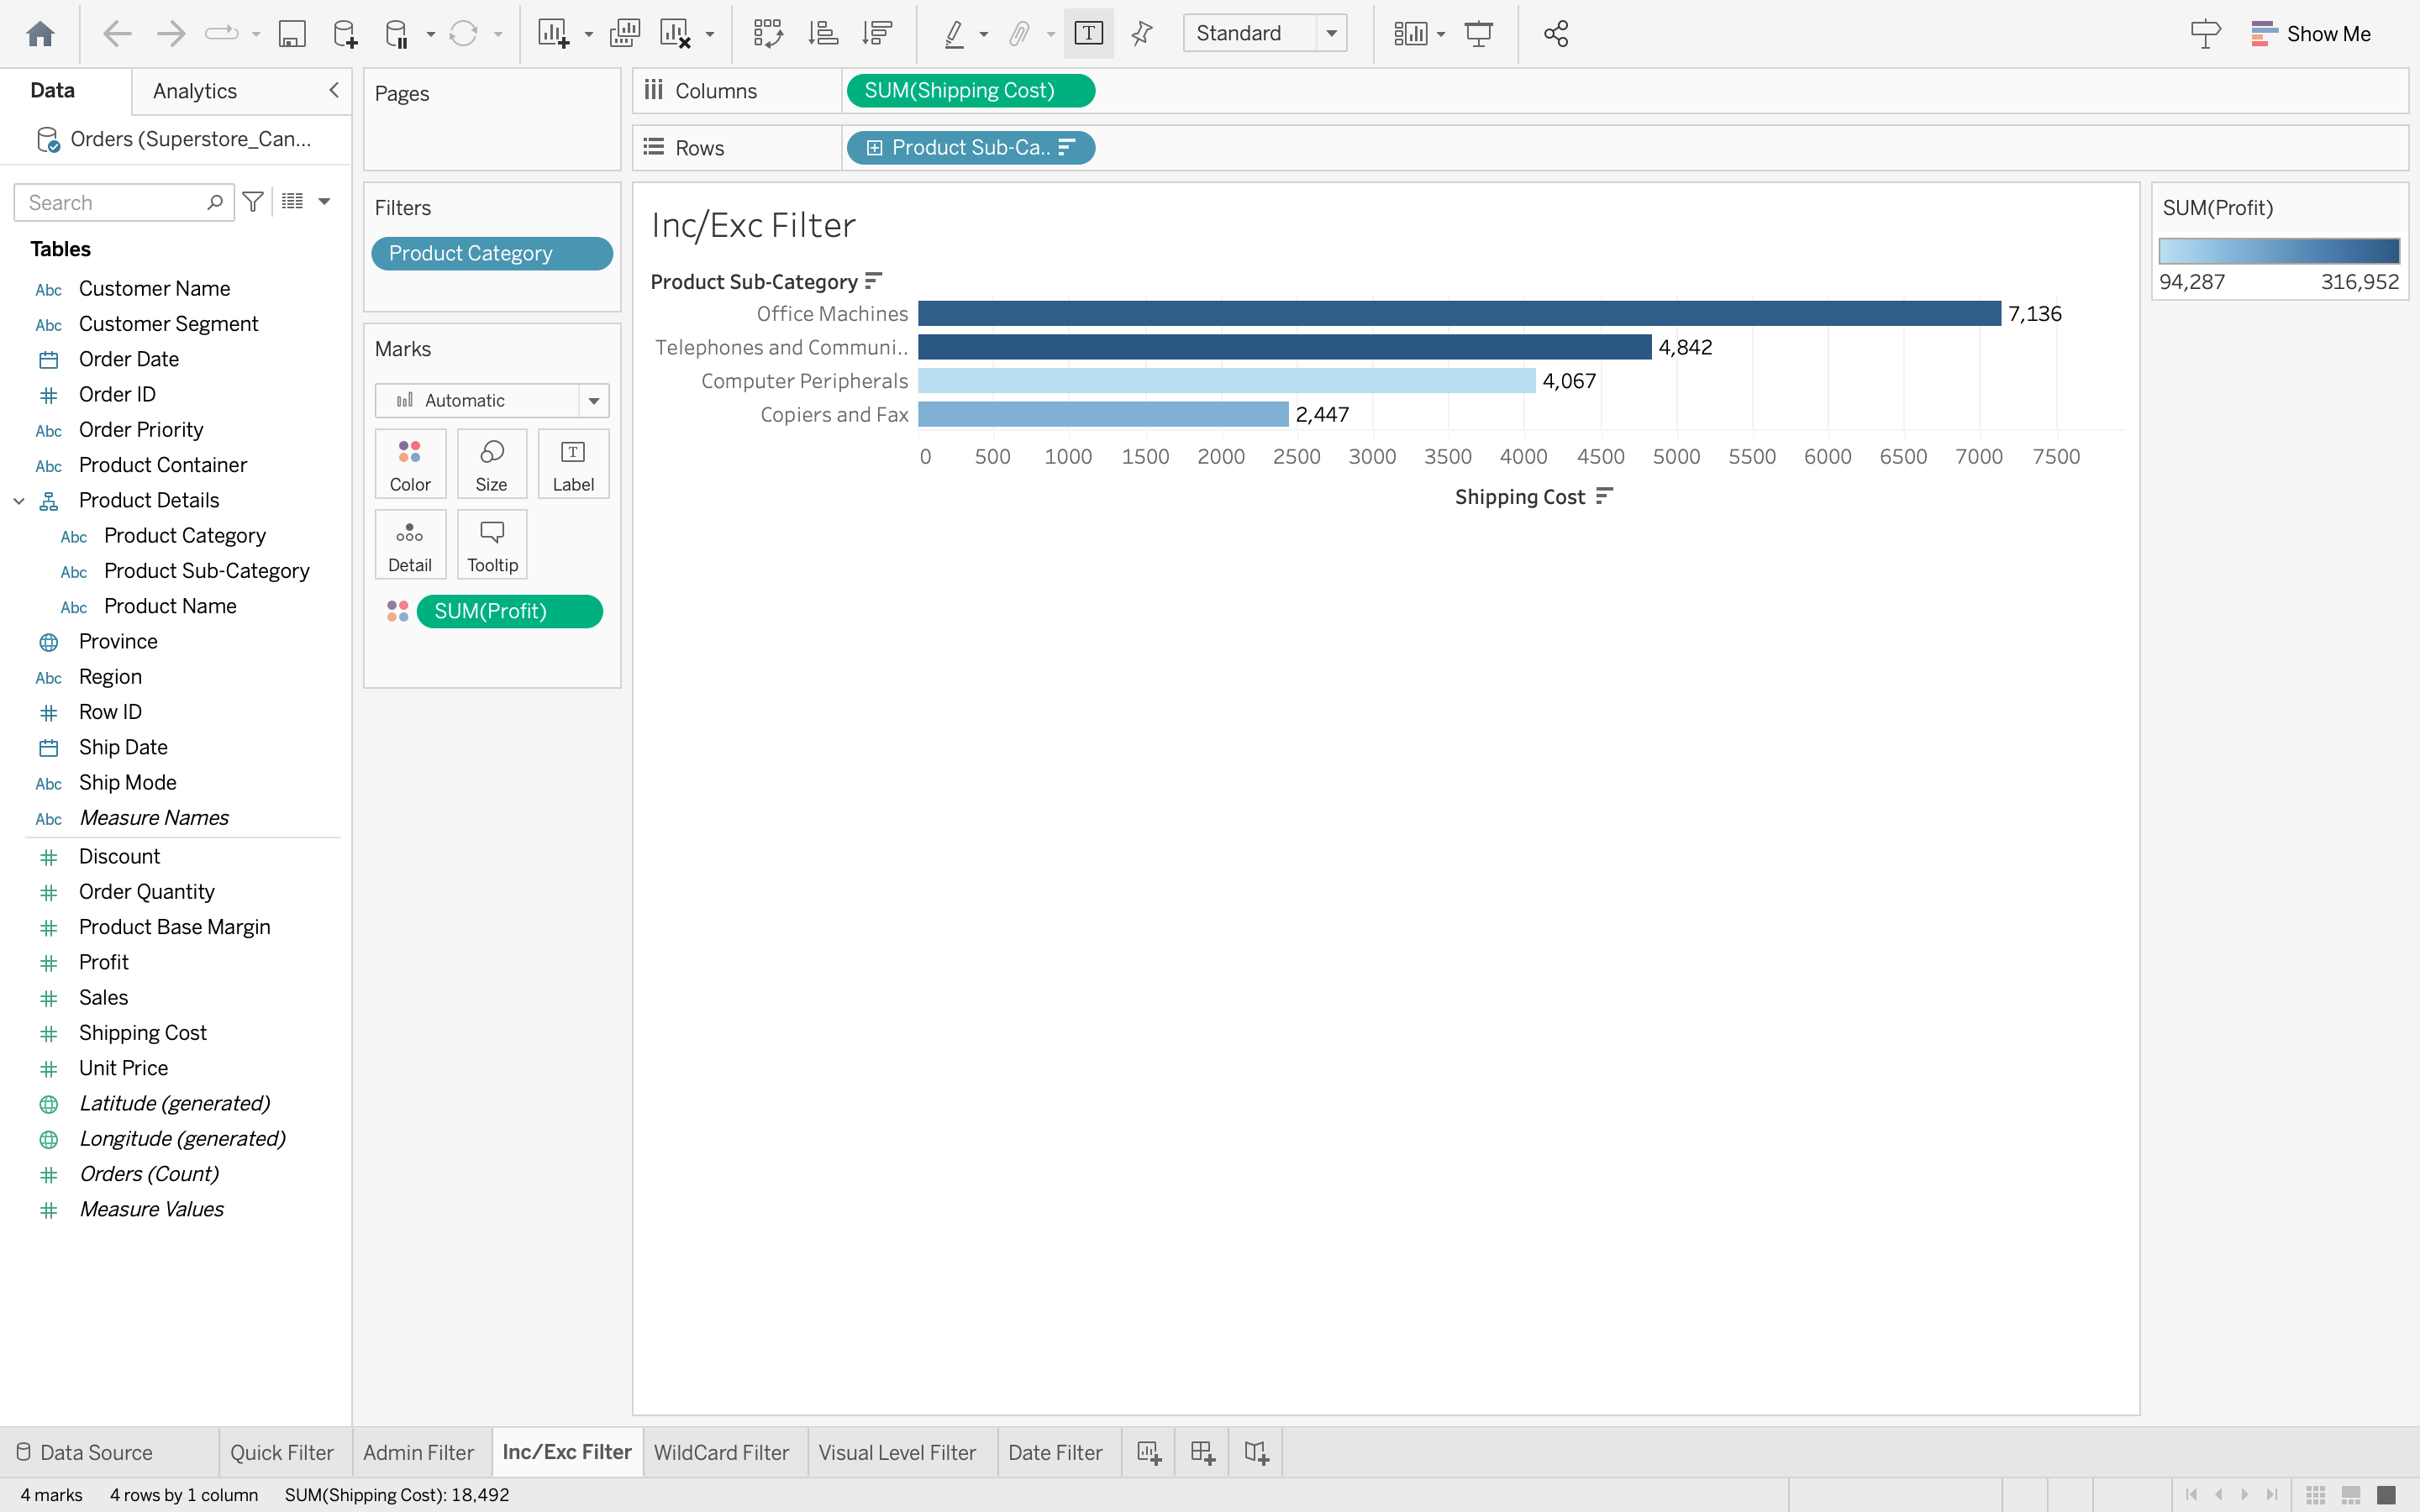 Standard
Show Me
Data
Analytics
Orders (Superstore_Can...
Search
Tables
Abc Customer Name
Abc Customer Segment
Order Date
Order ID
Abc Order Priority
Abc Product Container
Product Details
Abc Product Category
Abc Product Sub-Category
Abc Product Name
Province
Abc Region
Row ID
Ship Date
Abc Ship Mode
Abc Measure Names
Discount
Order Quantity
Product Base Margin
Profit
Sales
Shipping Cost
Unit Price
Latitude (generated)
Longitude (generated)
Orders (Count)
Measure Values
Pages
Filters
Product Category
Marks
Automatic
Color
Size
Label
Detail
Tooltip
SUM(Profit)
Columns
SUM(Shipping Cost)
Rows
Product Sub-Ca..
Inc/Exc Filter
Product Sub-Category
Office Machines 7,136
Telephones and Communi.. 4,842
Computer Peripherals 4,067
Copiers and Fax 2,447
0 500 1000 1500 2000 2500 3000 3500 4000 4500 5000 5500 6000 6500 7000 7500
Shipping Cost
SUM(Profit)
94,287 316,952
Data Source
Quick Filter
Admin Filter
Inc/Exc Filter
WildCard Filter
Visual Level Filter
Date Filter
4 marks
4 rows by 1 column
SUM(Shipping Cost): 18,492